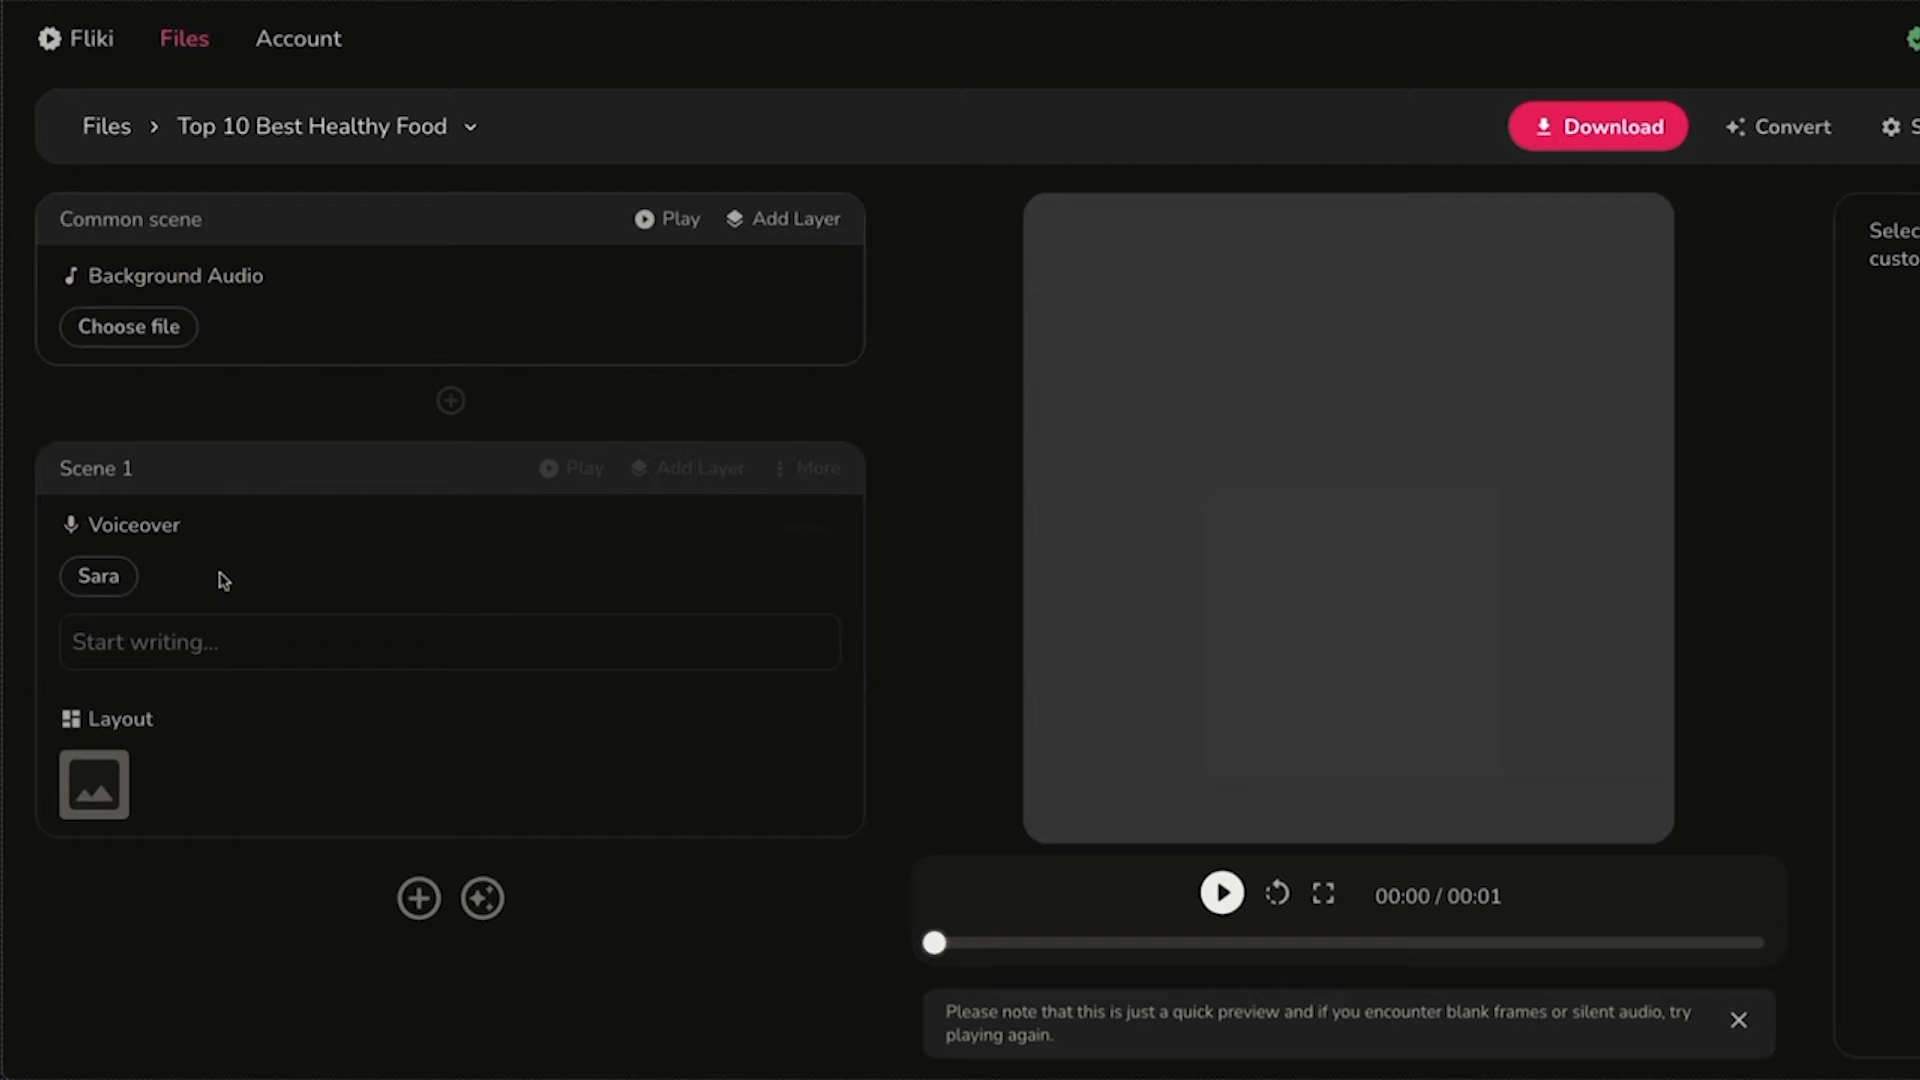 Fliki Files Account
Files > Top 10 Best Healthy Food
Download Convert
Common scene Play Add Layer
Background Audio
Choose file
Scene 1 Play Add Layer More
Voiceover
Sara
Start writing...
Layout
00:00 / 00:01
Please note that this is just a quick preview and if you encounter blank frames or silent audio, try
playing again.